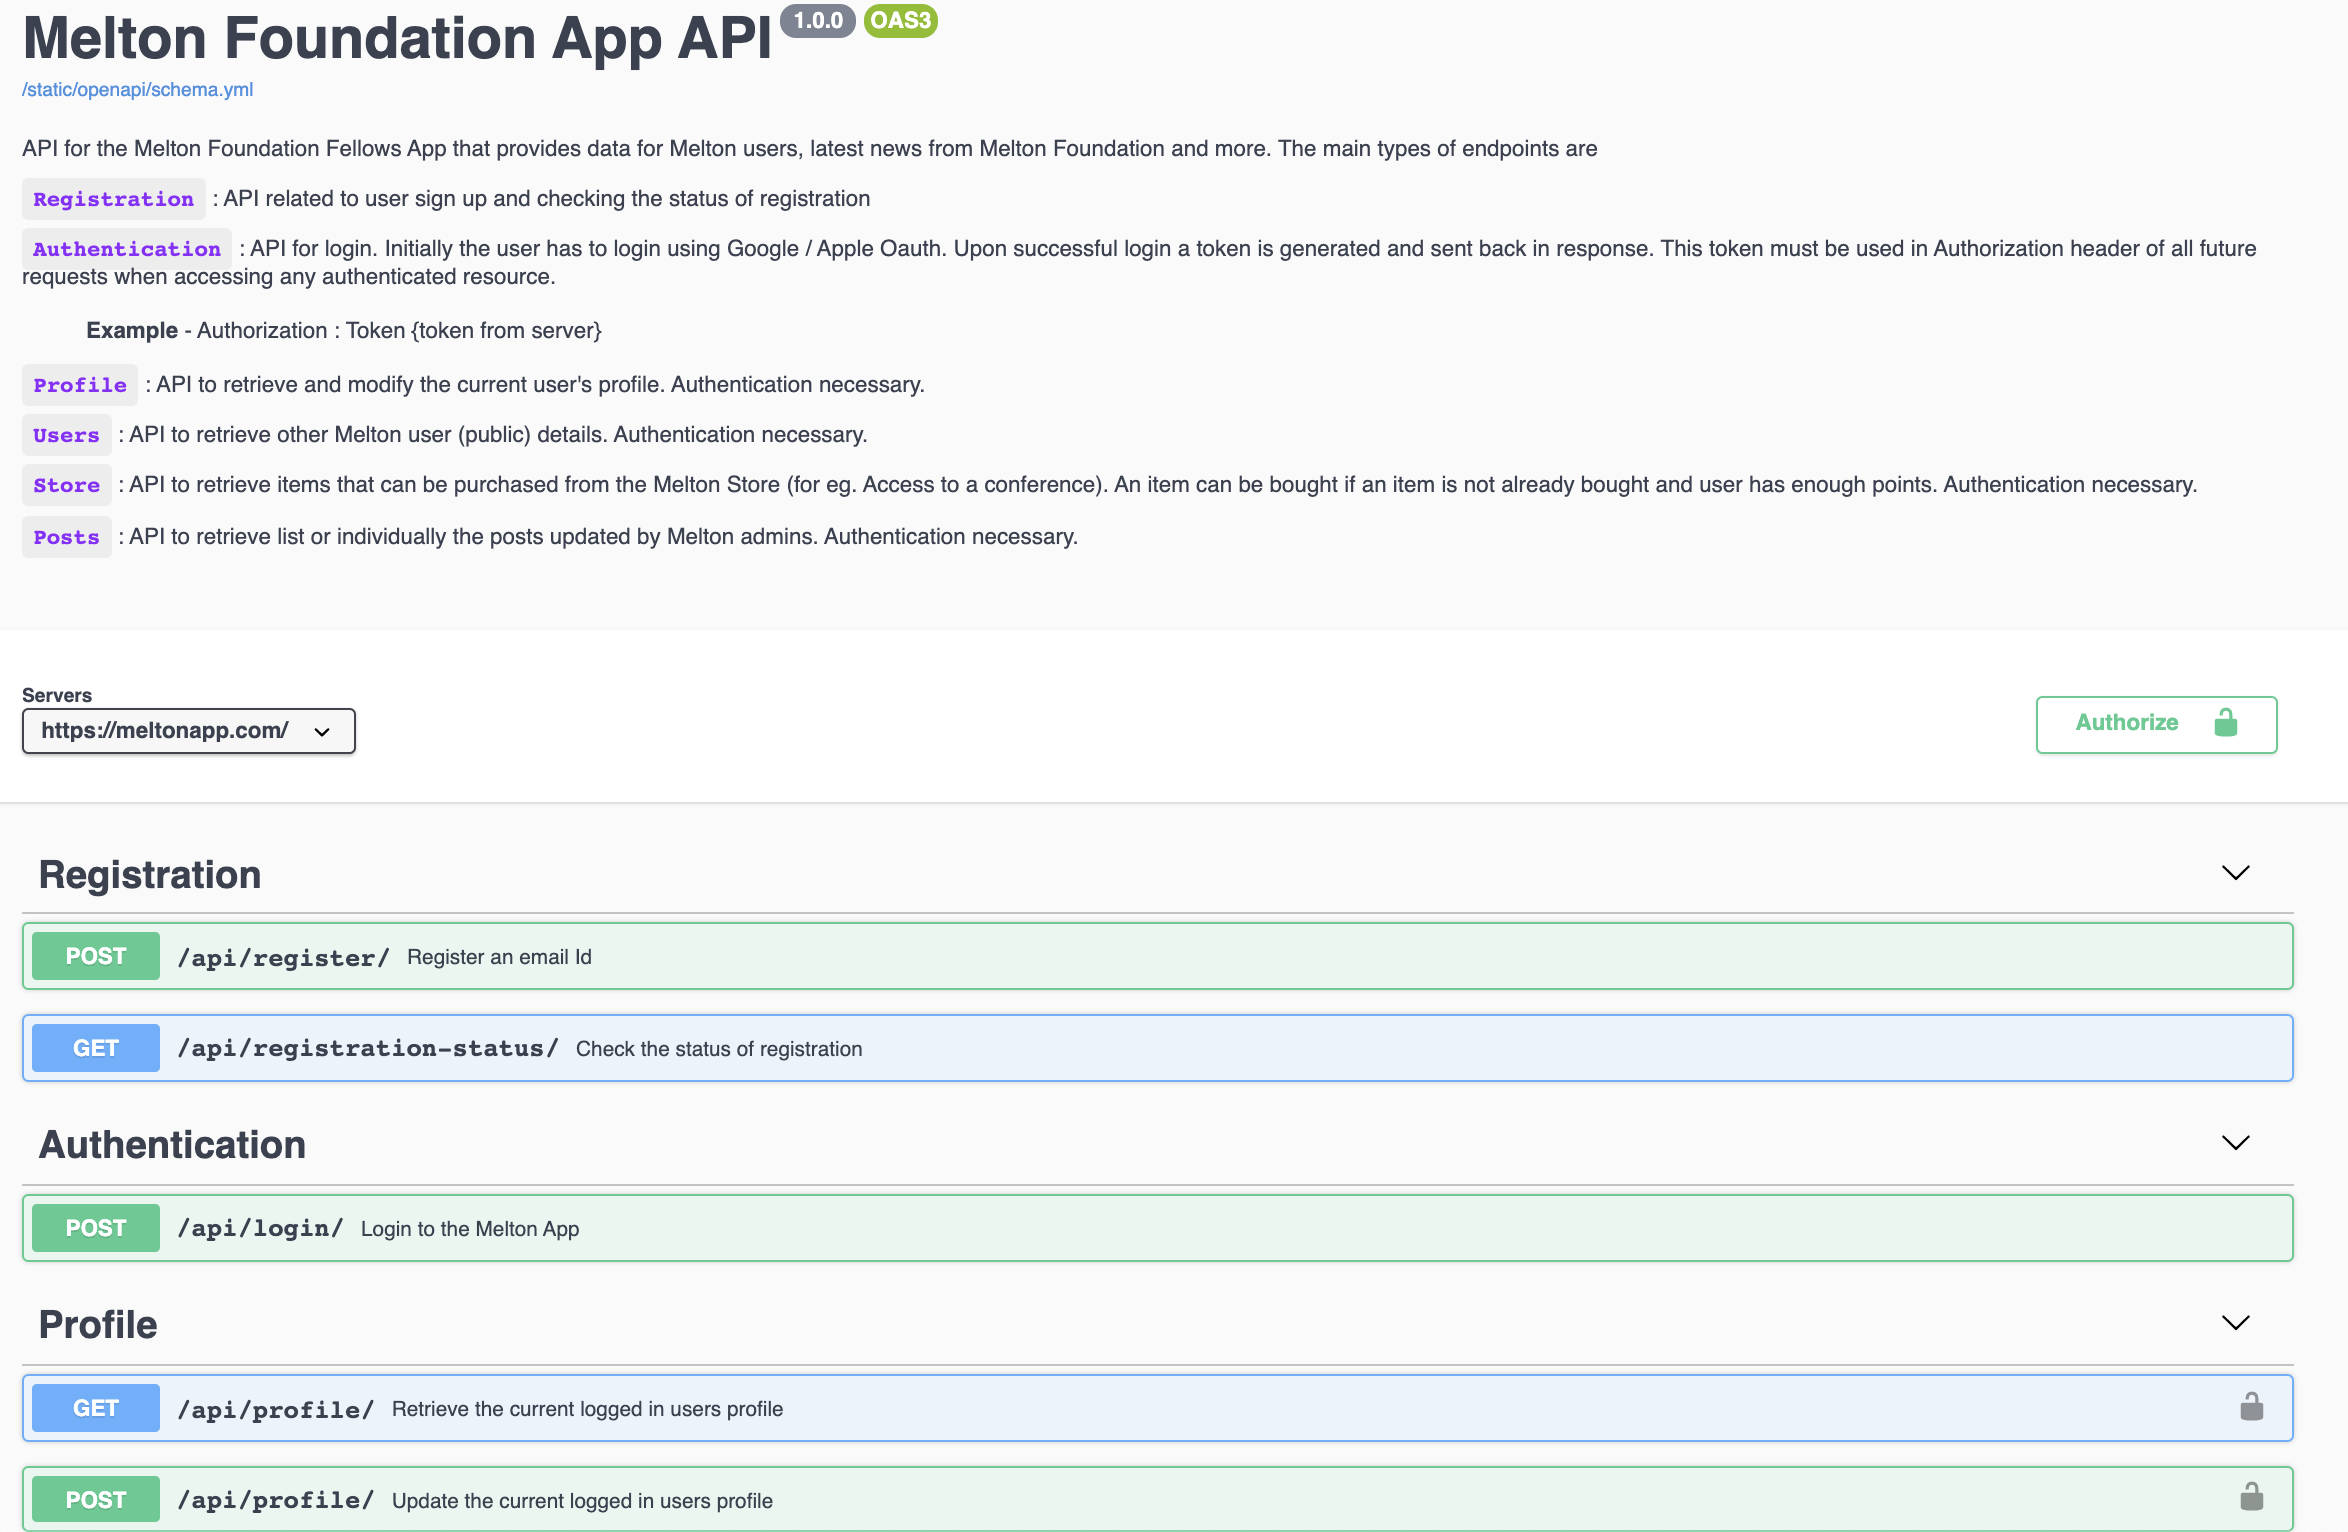 Melton Foundation App API 1.0.0 OAS3
/static/openapi/schema.yml
API for the Melton Foundation Fellows App that provides data for Melton users, latest news from Melton Foundation and more. The main types of endpoints are
Registration : API related to user sign up and checking the status of registration
Authentication : API for login. Initially the user has to login using Google / Apple Oauth. Upon successful login a token is generated and sent back in response. This token must be used in Authorization header of all future
requests when accessing any authenticated resource.
Example - Authorization : Token {token from server}
Profile : API to retrieve and modify the current user's profile. Authentication necessary.
Users : API to retrieve other Melton user (public) details. Authentication necessary.
Store : API to retrieve items that can be purchased from the Melton Store (for eg. Access to a conference). An item can be bought if an item is not already bought and user has enough points. Authentication necessary.
Posts : API to retrieve list or individually the posts updated by Melton admins. Authentication necessary.
Servers
https://meltonapp.com/
Authorize
Registration
POST /api/register/ Register an email Id
GET /api/registration-status/ Check the status of registration
Authentication
POST /api/login/ Login to the Melton App
Profile
GET /api/profile/ Retrieve the current logged in users profile
POST /api/profile/ Update the current logged in users profile